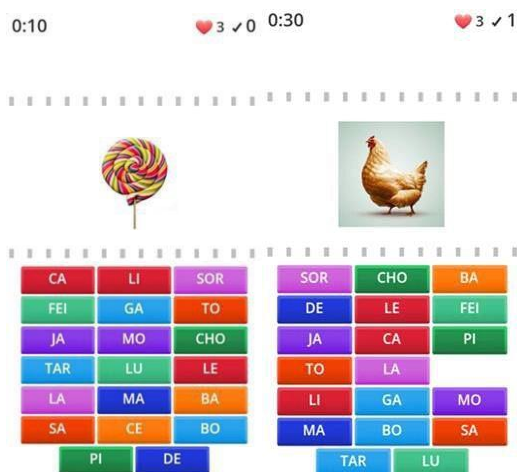 0:10 3 ✓0
CA LI SOR
FEI GA TO
JA MO CHO
TAR LU LE
LA MA BA
SA CE BO
PI DE
0:30 3 ✓1
SOR CHO BA
DE LE FEI
JA CA PI
TO LA
LI GA MO
MA BO SA
TAR LU